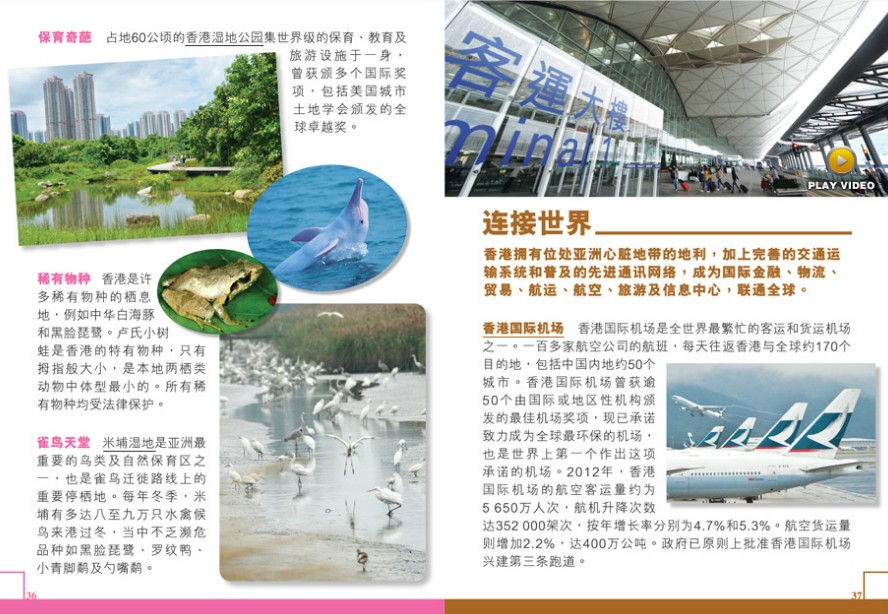 保育奇葩 占地60公顷的香港湿地公园集世界级的保育、教育及
旅游设施于一身，
曾获颁多个国际奖
项，包括美国城市
土地学会颁发的全
球卓越奖。
稀有物种 香港是许
多稀有物种的栖息
地，例如中华白海豚
和黑脸琵鹭。卢氏小树
蛙是香港的特有物种，只有
拇指般大小，是本地两栖类
动物中体型最小的。所有稀
有物种均受法律保护。
雀鸟天堂 米埔湿地是亚洲最
重要的鸟类及自然保育区之
一，也是雀鸟迁徙路线上的
重要停栖地。每年冬季，米
埔有多达八至九万只水禽候
鸟来港过冬，当中不乏濒危
品种如黑脸琵鹭、罗纹鸭、
小青脚鹬及勺嘴鹬。
36
客運大樓
minal 1
PLAY VIDEO
连接世界
香港拥有位处亚洲心脏地带的地利，加上完善的交通运
输系统和普及的先进通讯网络，成为国际金融、物流、
贸易、航运、航空、旅游及信息中心，联通全球。
香港国际机场 香港国际机场是全世界最繁忙的客运和货运机场
之一。一百多家航空公司的航班，每天往返香港与全球约170个
目的地，包括中国内地约50个
城市。香港国际机场曾获逾
50个由国际或地区性机构颁
发的最佳机场奖项，现已承诺
致力成为全球最环保的机场，
也是世界上第一个作出这项
承诺的机场。2012年，香港
国际机场的航空客运量约为
5 650万人次，航机升降次数
达352 000架次，按年增长率分别为4.7%和5.3%。航空货运量
则增加2.2%，达400万公吨。政府已原则上批准香港国际机场
兴建第三条跑道。
37